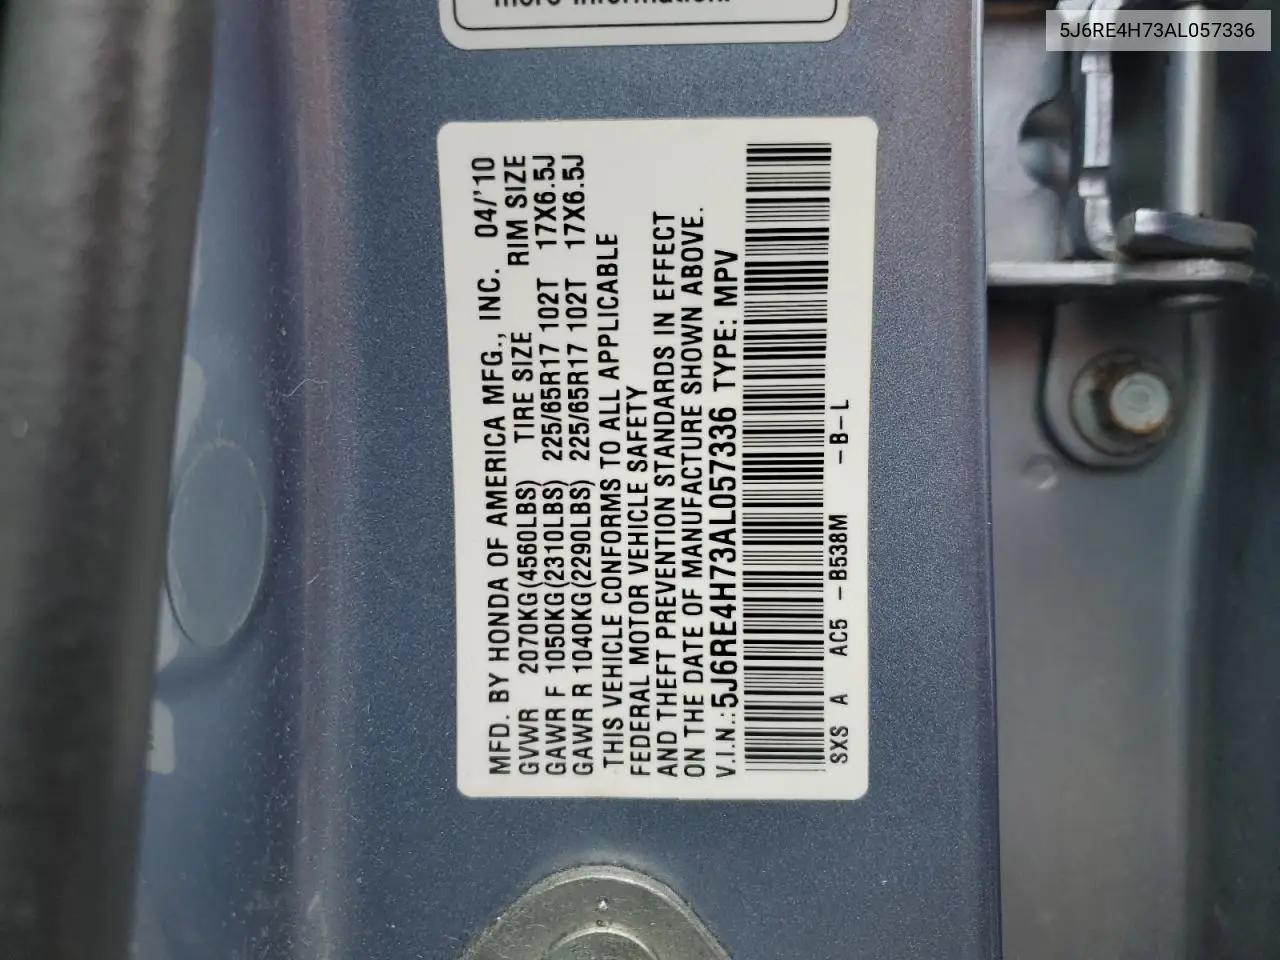 more information.
5J6RE4H73AL057336
MFD. BY HONDA OF AMERICA MFG., INC. 04/'10
GVWR 2070KG(4560LBS) TIRE SIZE RIM SIZE
GAWR F 1050KG(2310LBS) 225/65R17 102T 17X6.5J
GAWR R 1040KG(2290LBS) 225/65R17 102T 17X6.5J
THIS VEHICLE CONFORMS TO ALL APPLICABLE
FEDERAL MOTOR VEHICLE SAFETY
AND THEFT PREVENTION STANDARDS IN EFFECT
ON THE DATE OF MANUFACTURE SHOWN ABOVE.
V.I.N.:5J6RE4H73AL057336 TYPE: MPV
SXS A AC5 -B538M -B-L